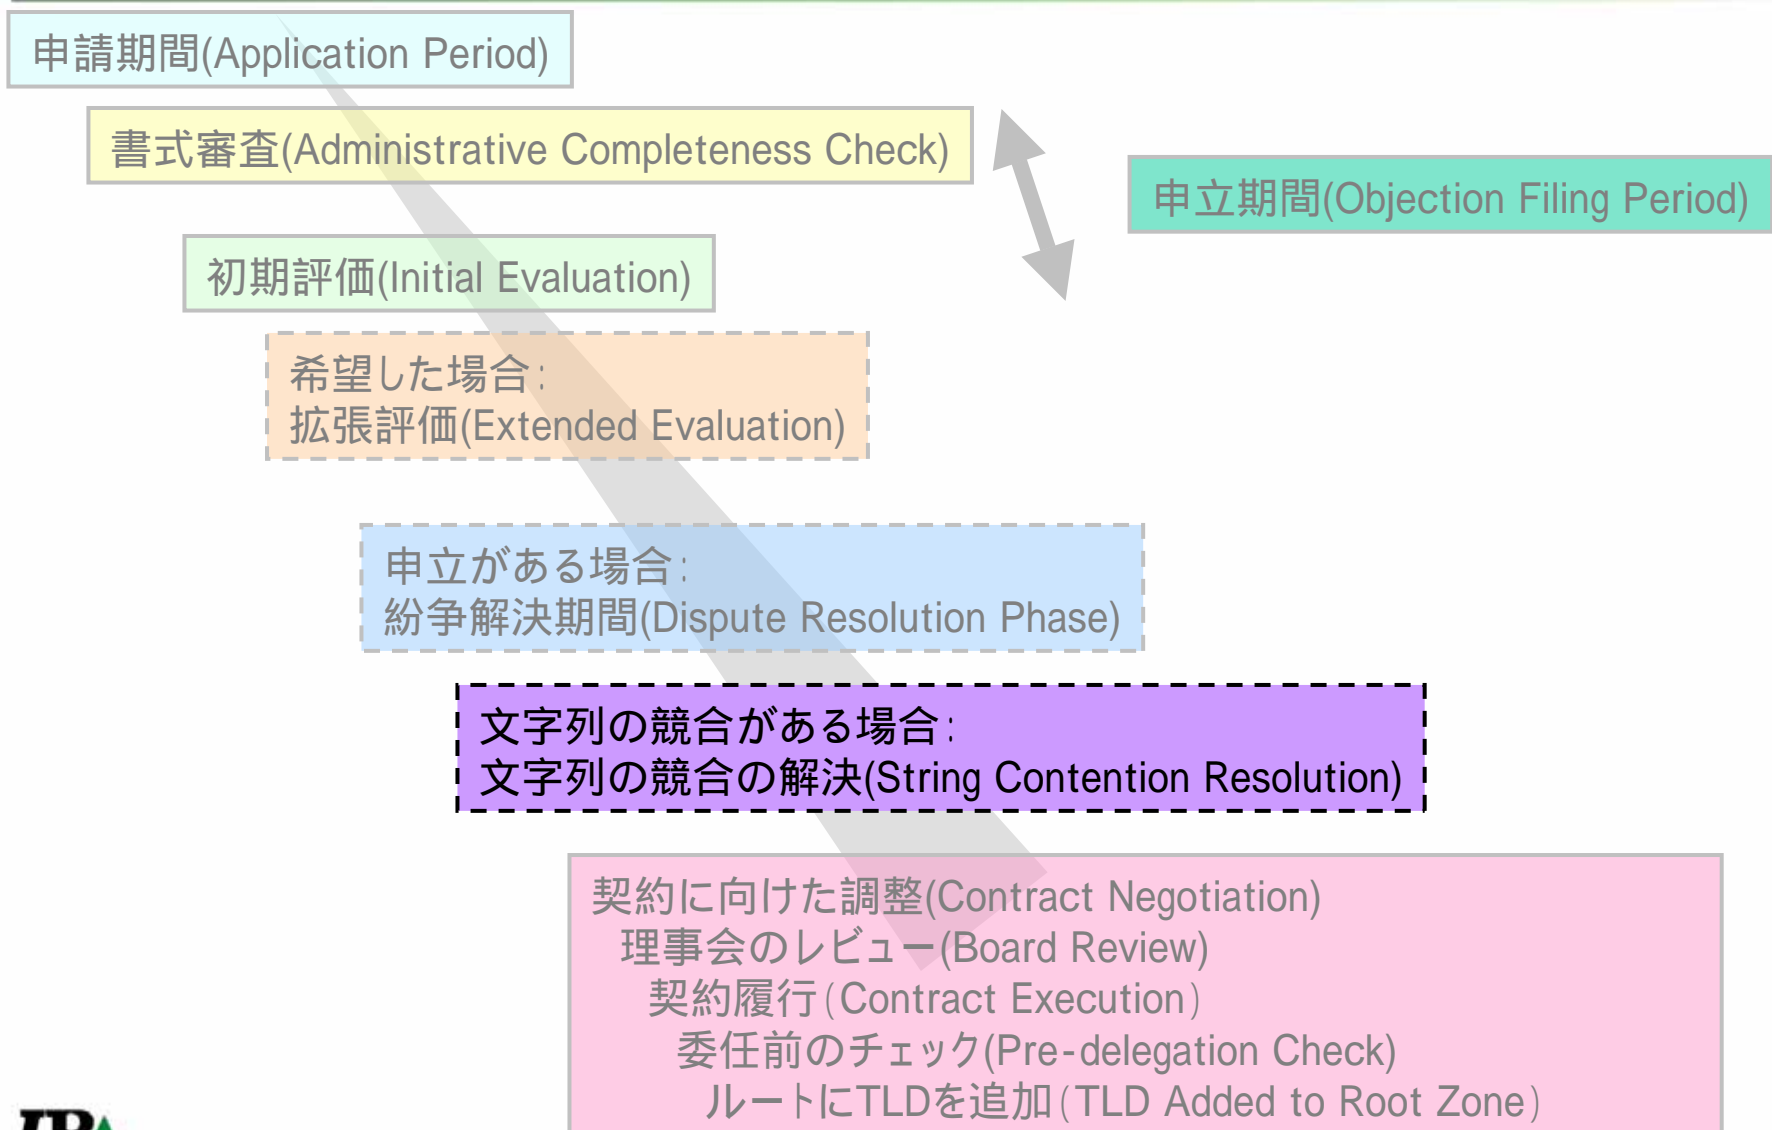 申請期間(Application Period)
書式審査(Administrative Completeness Check)
申立期間(Objection Filing Period)
初期評価(Initial Evaluation)
希望した場合:
拡張評価(Extended Evaluation)
申立がある場合:
紛争解決期間(Dispute Resolution Phase)
文字列の競合がある場合:
文字列の競合の解決(String Contention Resolution)
契約に向けた調整(Contract Negotiation)
理事会のレビュー(Board Review)
契約履行(Contract Execution)
委任前のチェック(Pre-delegation Check)
ルートにTLDを追加(TLD Added to Root Zone)